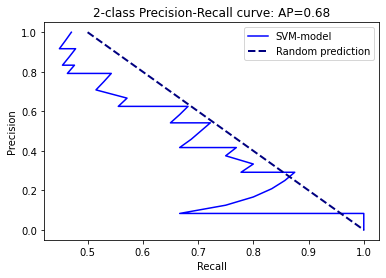 2-class Precision-Recall curve: AP=0.68
SVM-model
Random prediction
Precision
1.0
0.8
0.6
0.4
0.2
0.0
0.5 0.6 0.7 0.8 0.9 1.0
Recall